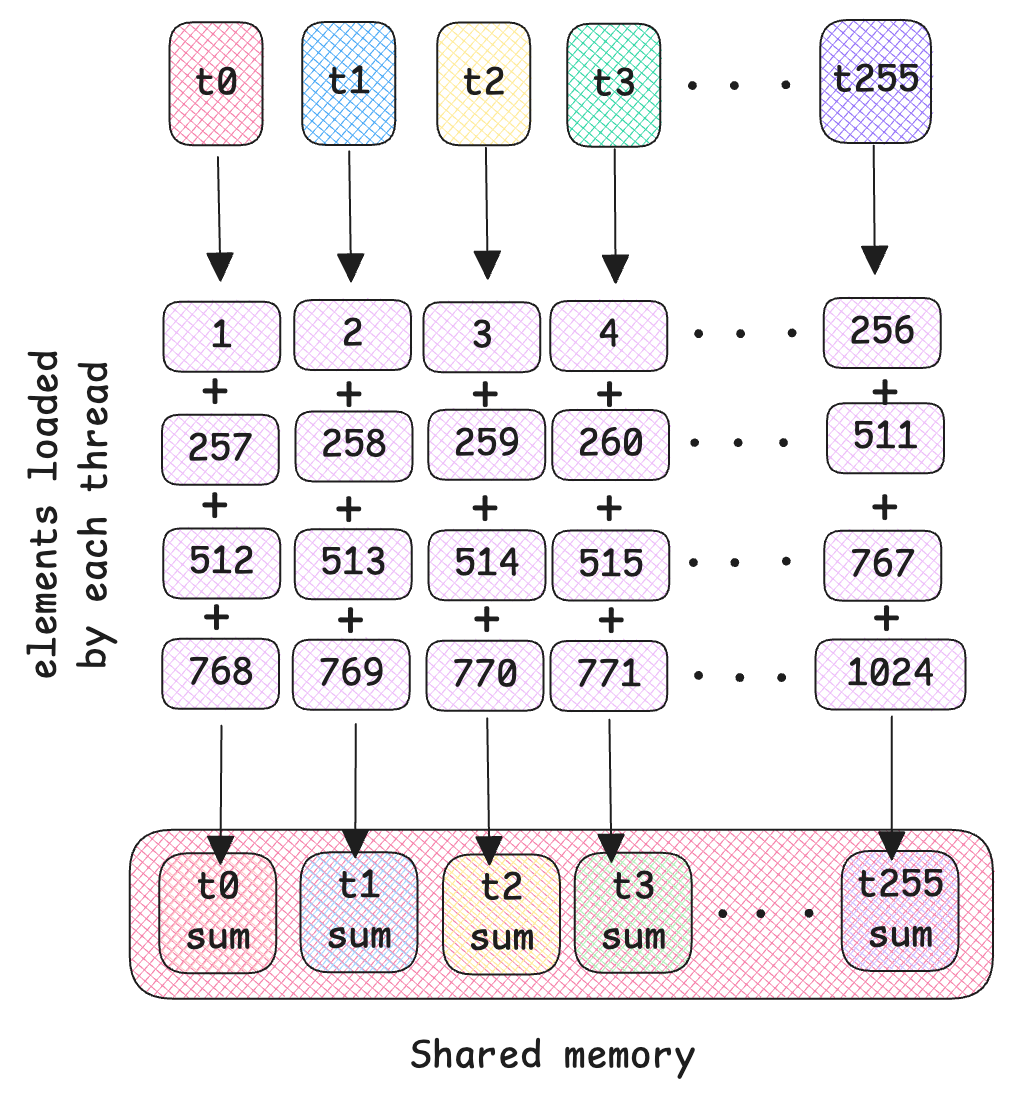 t0 t1 t2 t3 . . . t255
elements loaded
by each thread
1 2 3 4 . . . 256
+ + + + +
257 258 259 260 . . . 511
+ + + + +
512 513 514 515 . . . 767
+ + + + +
768 769 770 771 . . . 1024
t0 t1 t2 t3 t255
sum sum sum sum . . . sum
Shared memory